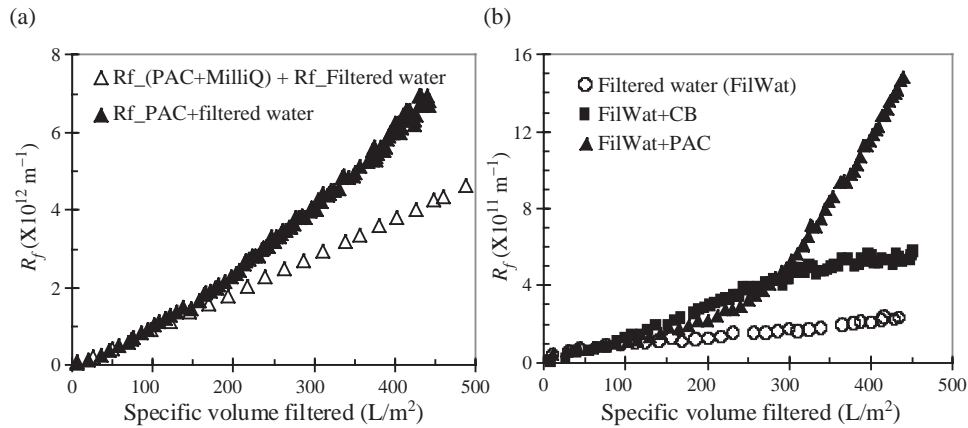 (a)
8
6
4
2
0
R_f (X10^12 m^−1)
△ Rf_(PAC+MilliQ) + Rf_Filtered water
▲ Rf_PAC+filtered water
0 100 200 300 400 500
Specific volume filtered (L/m^2)
(b)
16
12
8
4
0
R_f (X10^11 m^−1)
Filtered water (FilWat)
FilWat+CB
FilWat+PAC
0 100 200 300 400 500
Specific volume filtered (L/m^2)